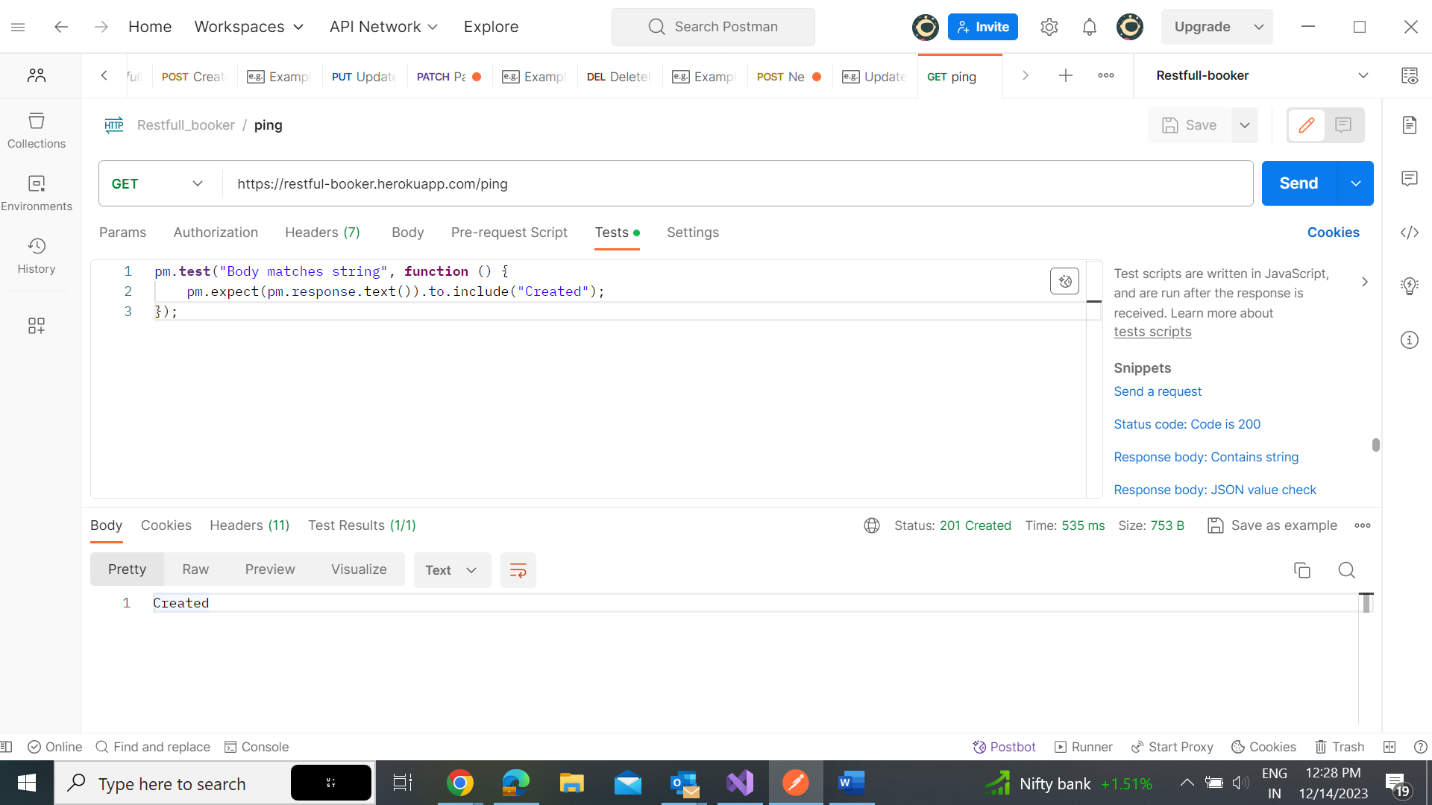 Home Workspaces API Network Explore Search Postman Invite Upgrade
POST Creat e.g. Examp PUT Update PATCH Pa e.g. Examp DEL Delete e.g. Examp POST Ne e.g. Update GET ping Restfull-booker
HTTP Restfull_booker / ping Save
GET https://restful-booker.herokuapp.com/ping Send
Params Authorization Headers (7) Body Pre-request Script Tests Settings Cookies
Collections
Environments
History
1 pm.test("Body matches string", function () {
2 pm.expect(pm.response.text()).to.include("Created");
3 });
Test scripts are written in JavaScript,
and are run after the response is
received. Learn more about
tests scripts
Snippets
Send a request
Status code: Code is 200
Response body: Contains string
Response body: JSON value check
Body Cookies Headers (11) Test Results (1/1) Status: 201 Created Time: 535 ms Size: 753 B Save as example
Pretty Raw Preview Visualize Text
1 Created
Online Find and replace Console Postbot Runner Start Proxy Cookies Trash
Type here to search Nifty bank +1.51% ENG IN 12:28 PM 12/14/2023 19